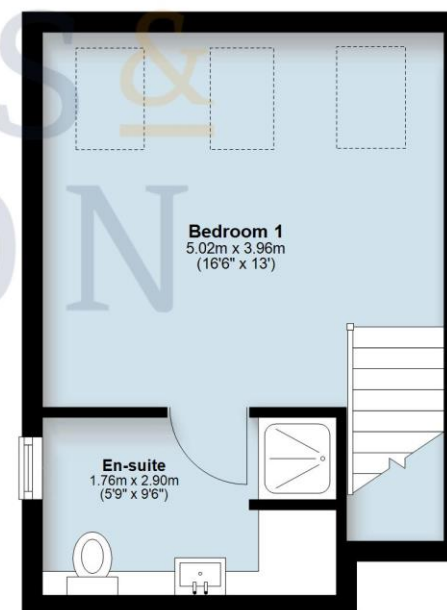 S &
ON
Bedroom 1
5.02m x 3.96m
(16'6" x 13')
En-suite
1.76m x 2.90m
(5'9" x 9'6")